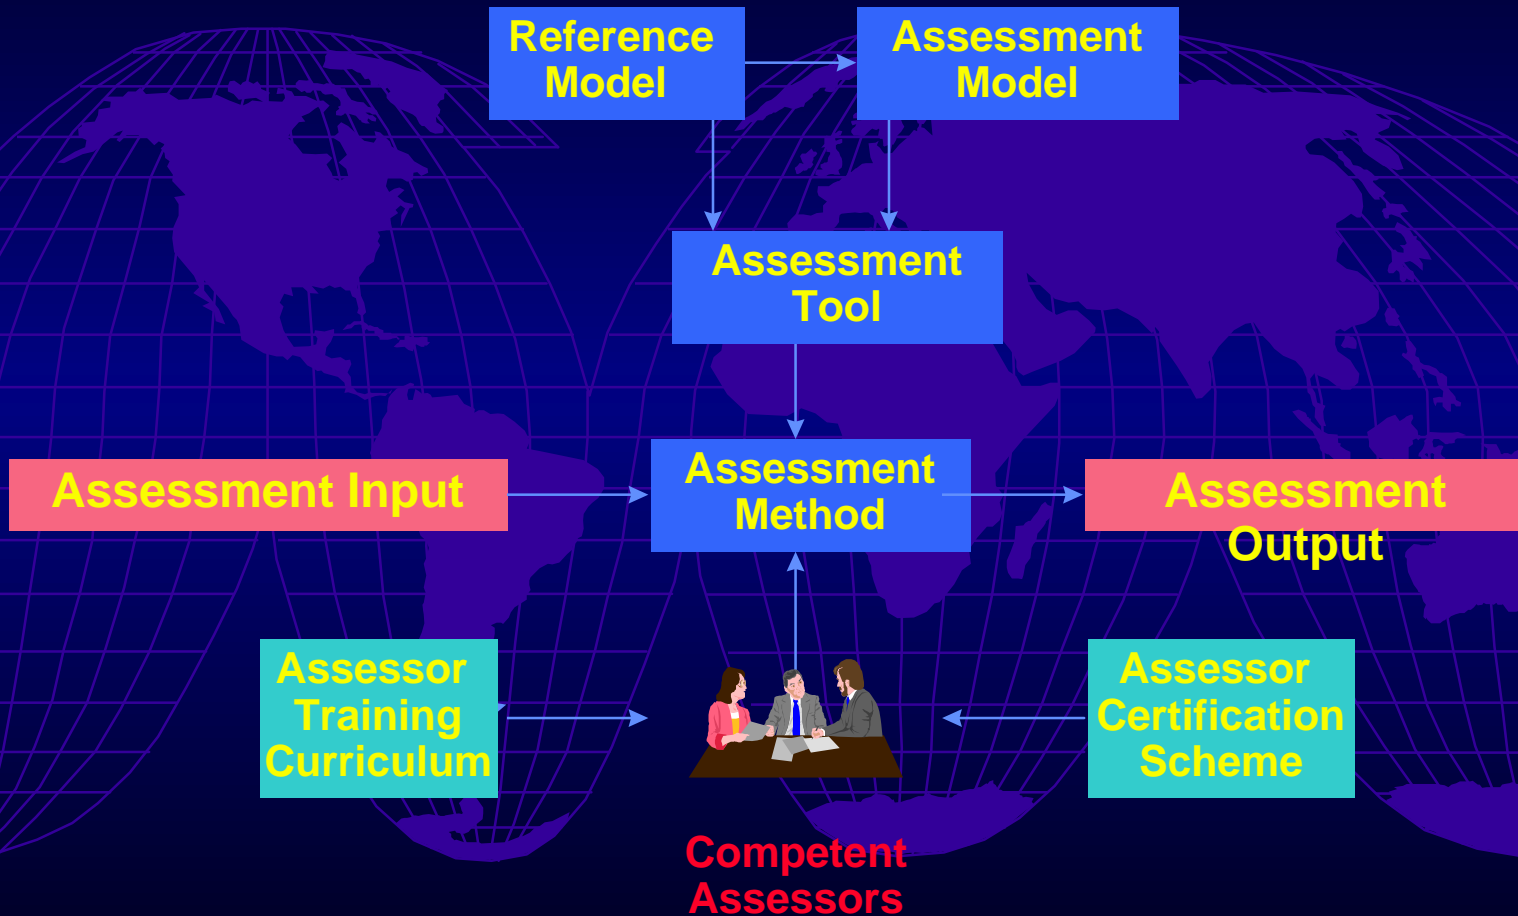 Reference
Model
Assessment
Model
Assessment
Tool
Assessment Input
Assessment
Method
Assessment
Output
Assessor
Training
Curriculum
Assessor
Certification
Scheme
Competent
Assessors